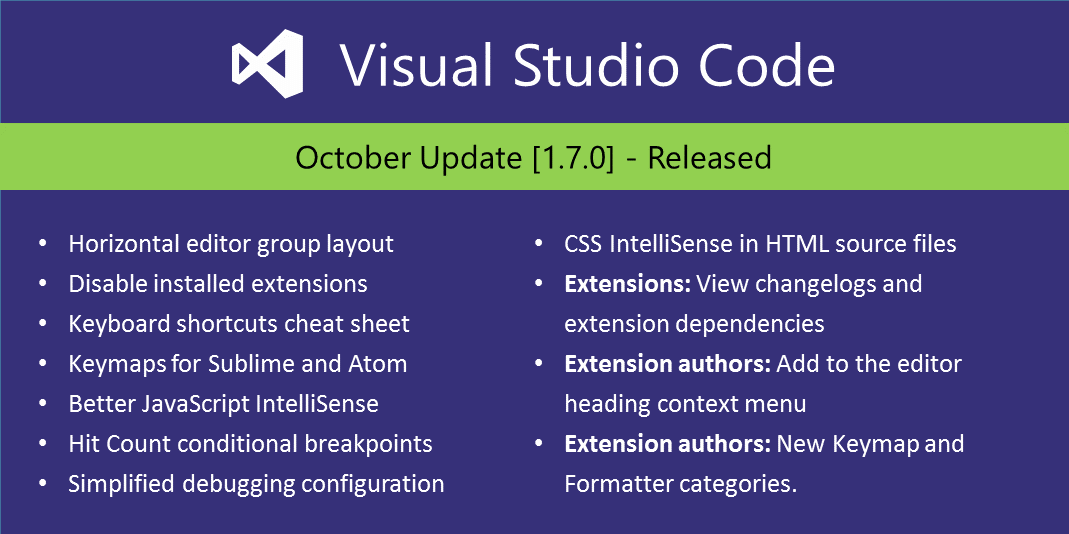 Visual Studio Code
October Update [1.7.0] - Released
• Horizontal editor group layout
• Disable installed extensions
• Keyboard shortcuts cheat sheet
• Keymaps for Sublime and Atom
• Better JavaScript IntelliSense
• Hit Count conditional breakpoints
• Simplified debugging configuration
• CSS IntelliSense in HTML source files
• Extensions: View changelogs and
extension dependencies
• Extension authors: Add to the editor
heading context menu
• Extension authors: New Keymap and
Formatter categories.